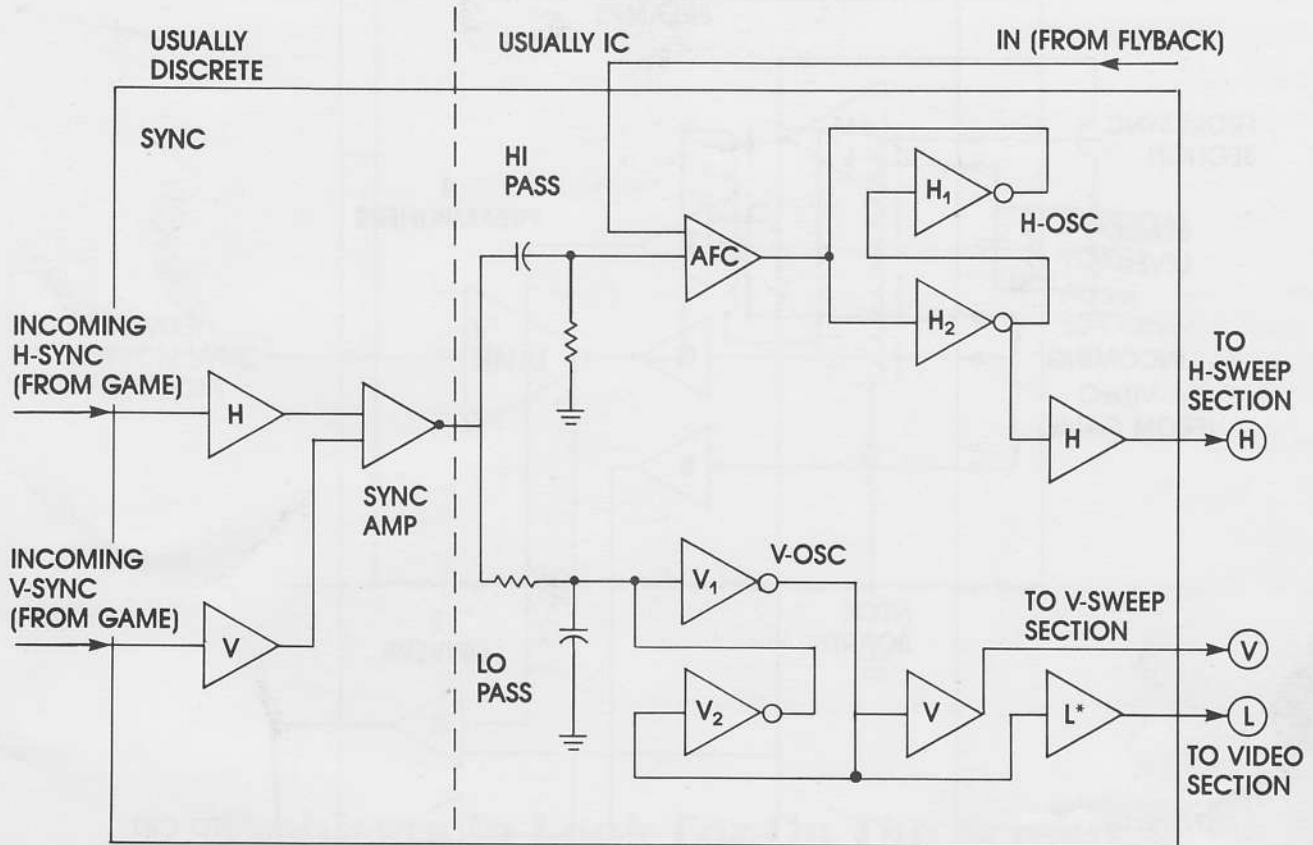 USUALLY
DISCRETE
USUALLY IC
IN (FROM FLYBACK)
SYNC
HI
PASS
H₁
H-OSC
AFC
H₂
INCOMING
H-SYNC
(FROM GAME)
H
SYNC
AMP
TO
H-SWEEP
SECTION
H
H
INCOMING
V-SYNC
(FROM GAME)
V
LO
PASS
V₁
V-OSC
V₂
V
TO V-SWEEP
SECTION
V
L*
L
TO VIDEO
SECTION